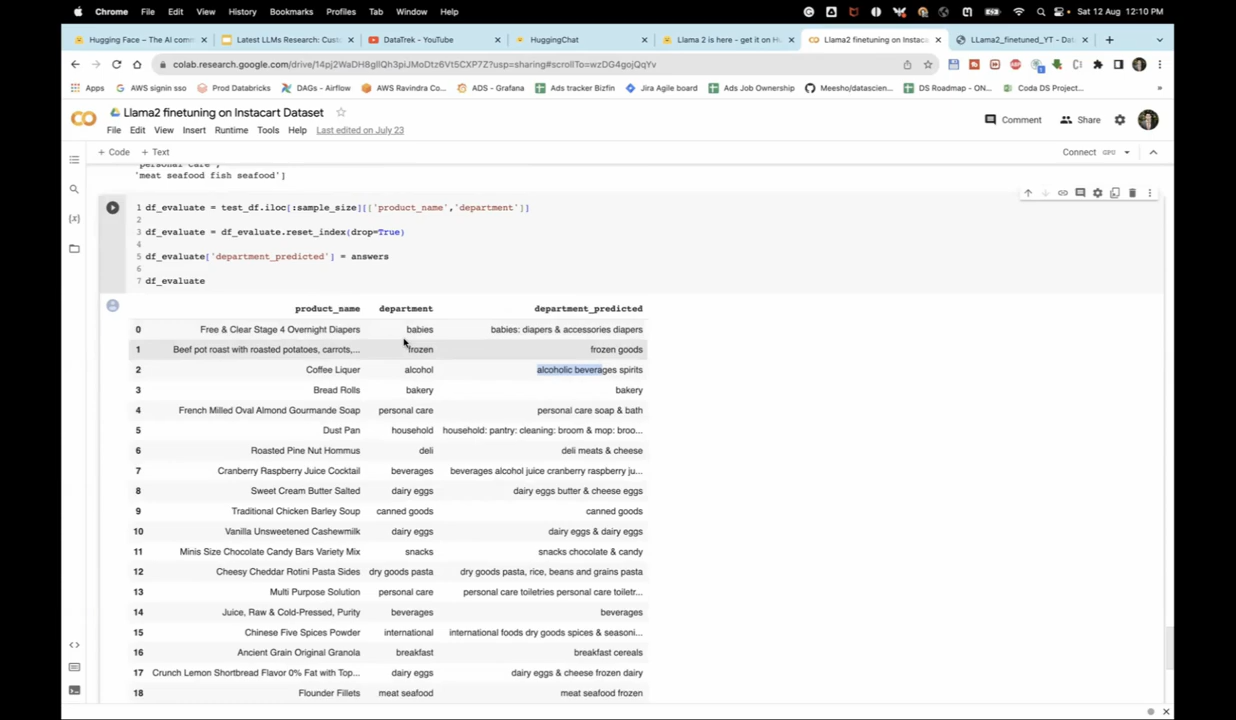 Chrome File Edit View History Bookmarks Profiles Tab Window Help Sat 12 Aug 12:10 PM
Hugging Face – The AI comm Latest LLMs Research: Cust DataTrek - YouTube HuggingChat Llama 2 is here - get it on Hu Llama2 finetuning on Instaca LLama2_finetuned_YT - Dat
colab.research.google.com/drive/14pj2WaDH8gllQh3piJMoDtz6Vt5CXP7Z?usp=sharing#scrollTo=wzDG4gojQqYv
Apps AWS signin sso Prod Databricks DAGs - Airflow AWS Ravindra Co... ADS - Grafana Ads tracker Bizfin Jira Agile board Ads Job Ownership Meesho/datascien... DS Roadmap - ON... Coda DS Project...
Llama2 finetuning on Instacart Dataset
File Edit View Insert Runtime Tools Help Last edited on July 23
Comment Share
+ Code + Text Connect GPU
'personal care',
'meat seafood fish seafood']
1 df_evaluate = test_df.iloc[:sample_size][['product_name','department']]
2
3 df_evaluate = df_evaluate.reset_index(drop=True)
4
5 df_evaluate['department_predicted'] = answers
6
7 df_evaluate
product_name department department_predicted
0 Free & Clear Stage 4 Overnight Diapers babies babies: diapers & accessories diapers
1 Beef pot roast with roasted potatoes, carrots,... frozen frozen goods
2 Coffee Liquer alcohol alcoholic beverages spirits
3 Bread Rolls bakery bakery
4 French Milled Oval Almond Gourmande Soap personal care personal care soap & bath
5 Dust Pan household household: pantry: cleaning: broom & mop: broo...
6 Roasted Pine Nut Hommus deli deli meats & cheese
7 Cranberry Raspberry Juice Cocktail beverages beverages alcohol juice cranberry raspberry ju...
8 Sweet Cream Butter Salted dairy eggs dairy eggs butter & cheese eggs
9 Traditional Chicken Barley Soup canned goods canned goods
10 Vanilla Unsweetened Cashewmilk dairy eggs dairy eggs & dairy eggs
11 Minis Size Chocolate Candy Bars Variety Mix snacks snacks chocolate & candy
12 Cheesy Cheddar Rotini Pasta Sides dry goods pasta dry goods pasta, rice, beans and grains pasta
13 Multi Purpose Solution personal care personal care toiletries personal care toiletr...
14 Juice, Raw & Cold-Pressed, Purity beverages beverages
15 Chinese Five Spices Powder international international foods dry goods spices & seasoni...
16 Ancient Grain Original Granola breakfast breakfast cereals
17 Crunch Lemon Shortbread Flavor 0% Fat with Top... dairy eggs dairy eggs & cheese frozen dairy
18 Flounder Fillets meat seafood meat seafood frozen